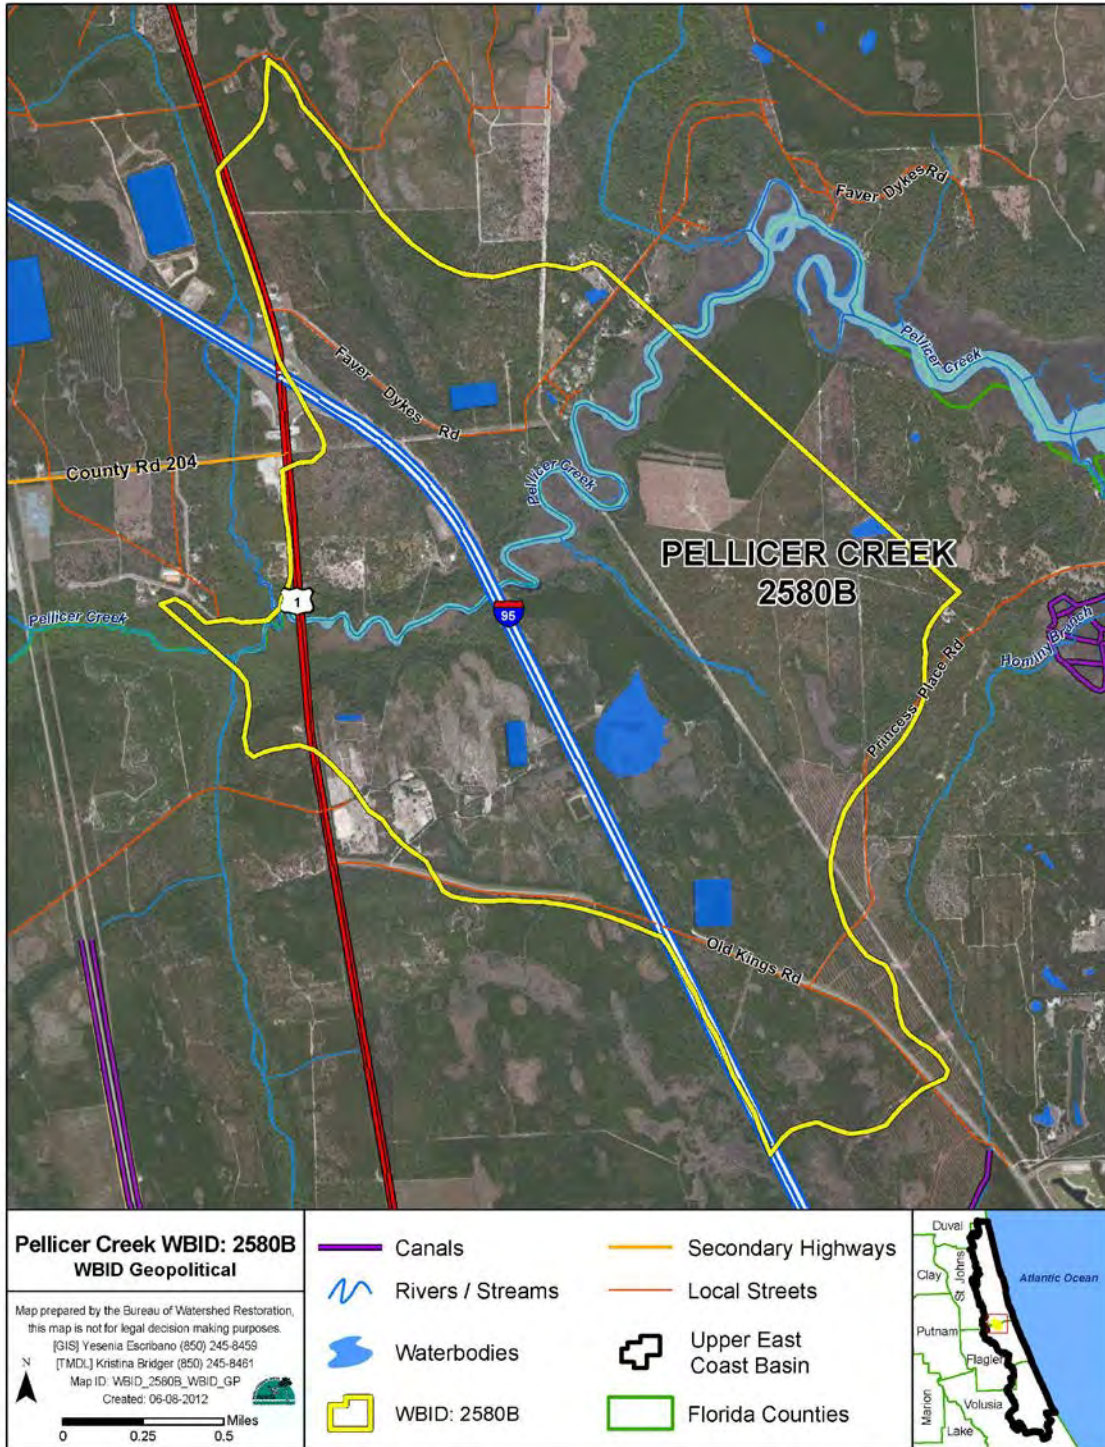 Faver Dykes Rd
Pellicer Creek
Faver Dykes Rd
County Rd 204
Pellicer Creek
PELLICER CREEK
2580B
1
95
Pellicer Creek
Hominy Branch
Princess Place Rd
Old Kings Rd
Pellicer Creek WBID: 2580B
WBID Geopolitical
Map prepared by the Bureau of Watershed Restoration,
this map is not for legal decision making purposes.
[GIS] Yesenia Escribano (850) 245-8459
[TMDL] Kristina Bridger (850) 245-8461
Map ID: WBID_2580B_WBID_GP
Created: 06-08-2012
N
Miles
0 0.25 0.5
Canals
Rivers / Streams
Waterbodies
WBID: 2580B
Secondary Highways
Local Streets
Upper East
Coast Basin
Florida Counties
Duval
St Johns
Clay
Atlantic Ocean
Putnam
Flagler
Volusia
Marion
Lake